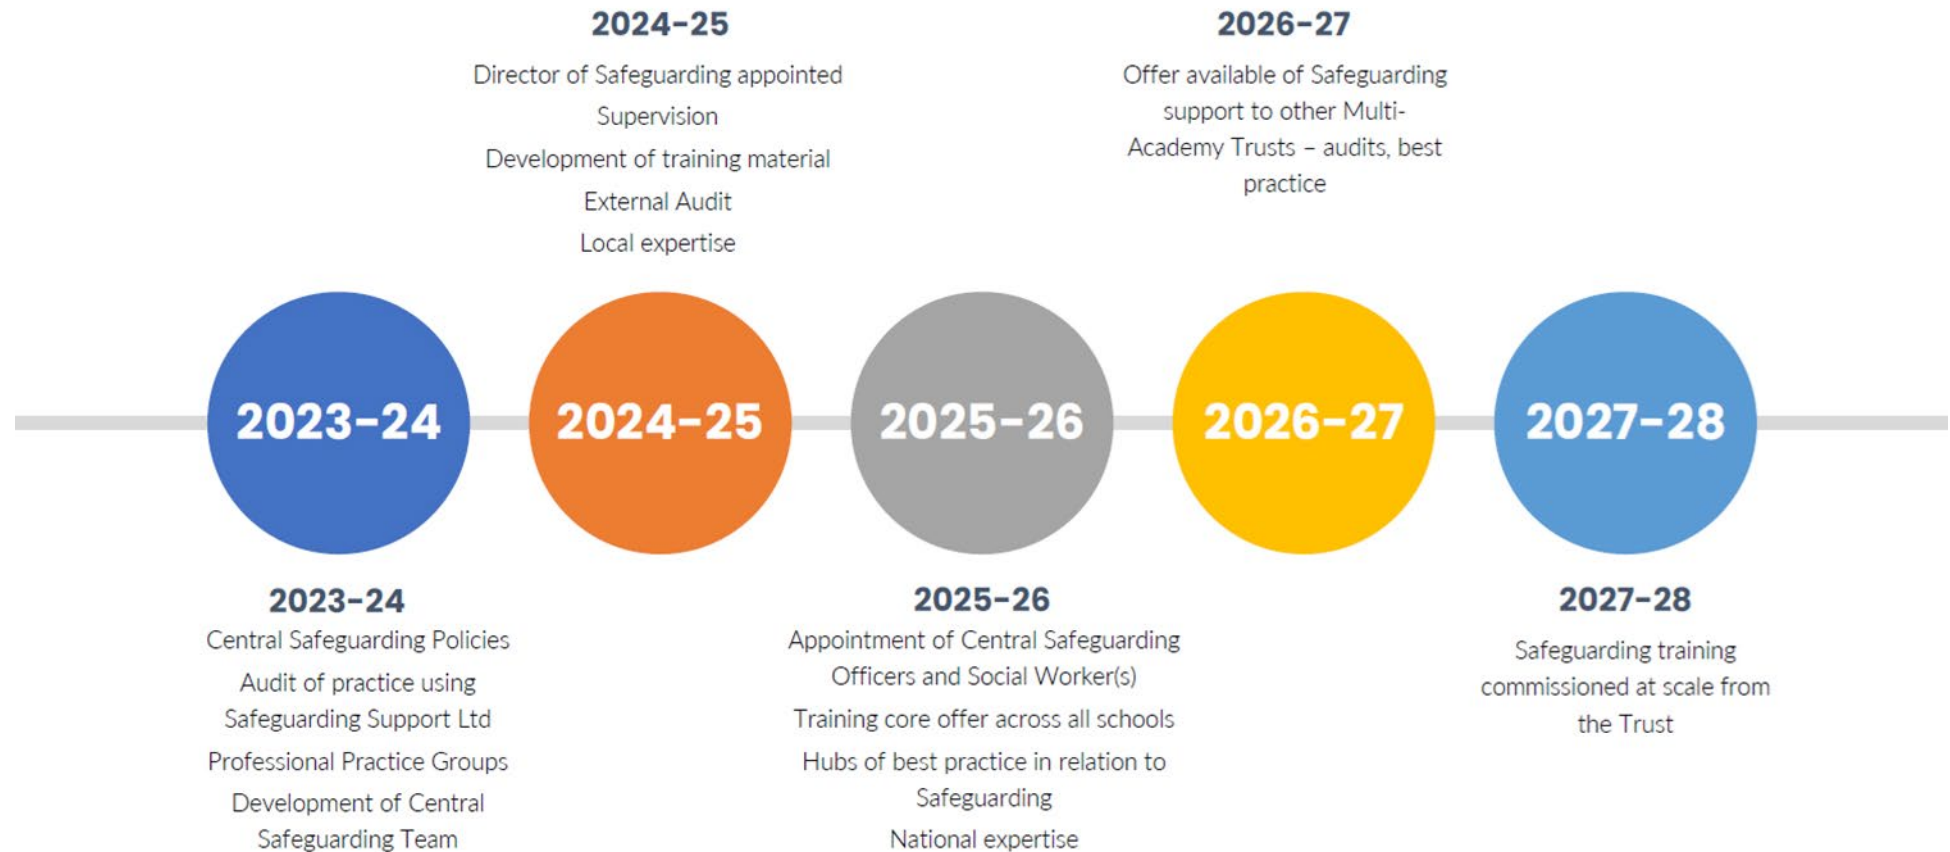 2024-25
Director of Safeguarding appointed
Supervision
Development of training material
External Audit
Local expertise
2026-27
Offer available of Safeguarding
support to other Multi-
Academy Trusts – audits, best
practice
2023-24
2024-25
2025-26
2026-27
2027-28
2023-24
Central Safeguarding Policies
Audit of practice using
Safeguarding Support Ltd
Professional Practice Groups
Development of Central
Safeguarding Team
2025-26
Appointment of Central Safeguarding
Officers and Social Worker(s)
Training core offer across all schools
Hubs of best practice in relation to
Safeguarding
National expertise
2027-28
Safeguarding training
commissioned at scale from
the Trust